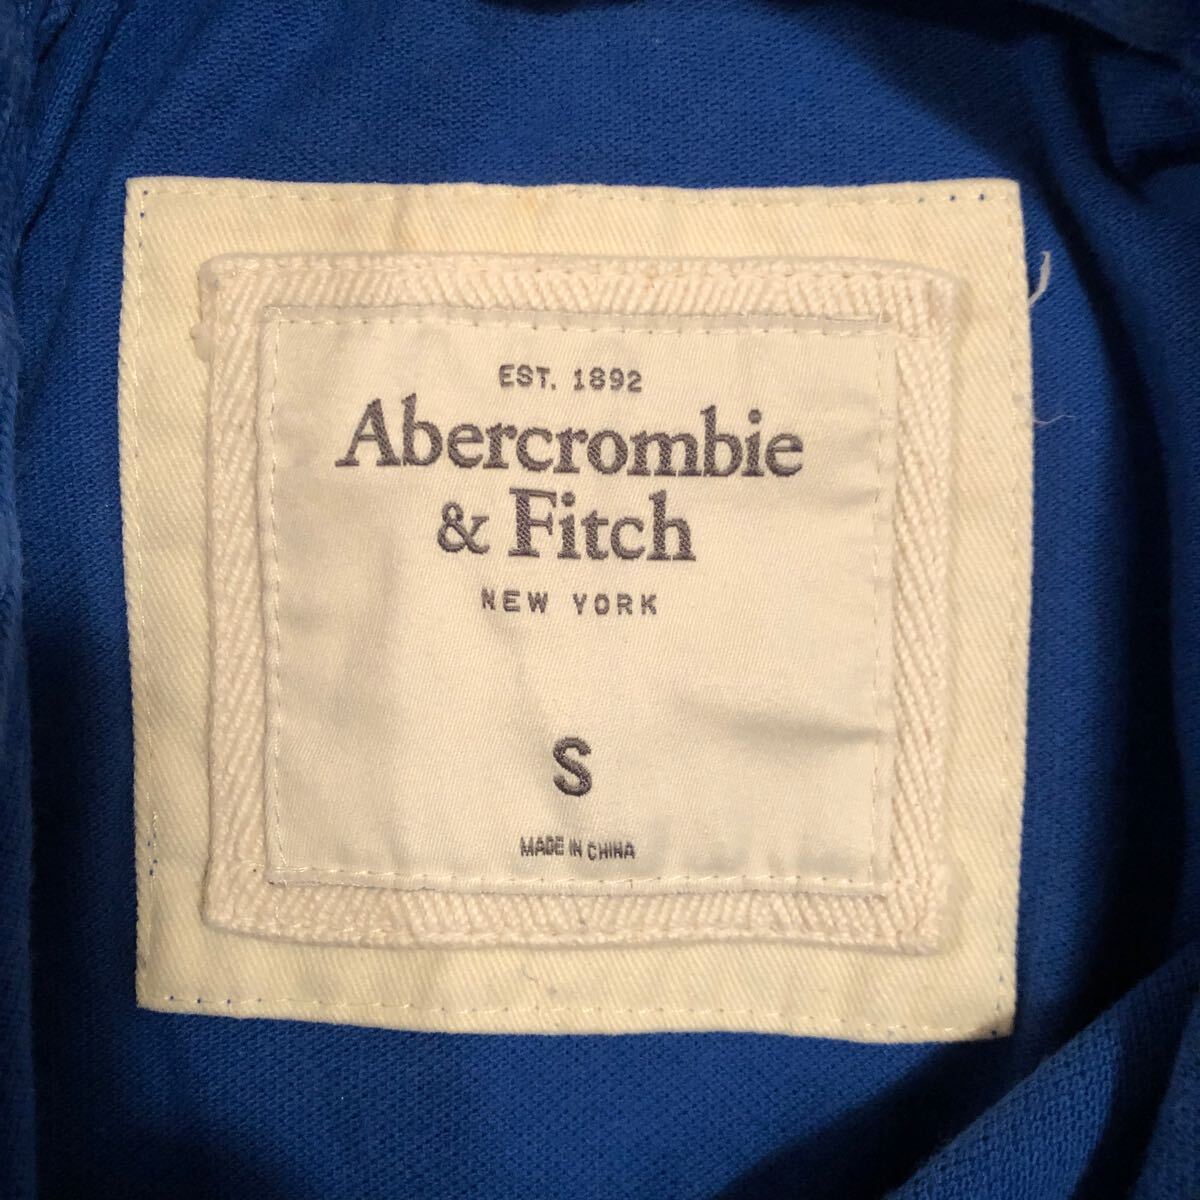 EST. 1892
Abercrombie
& Fitch
NEW YORK
S
MADE IN CHINA